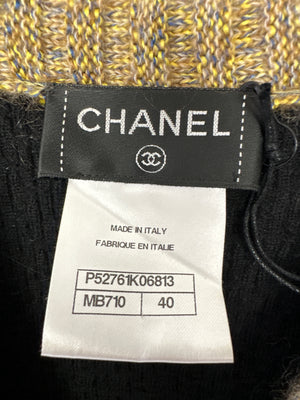 CHANEL
MADE IN ITALY
FABRIQUE EN ITALIE
P52761K06813
MB710 40